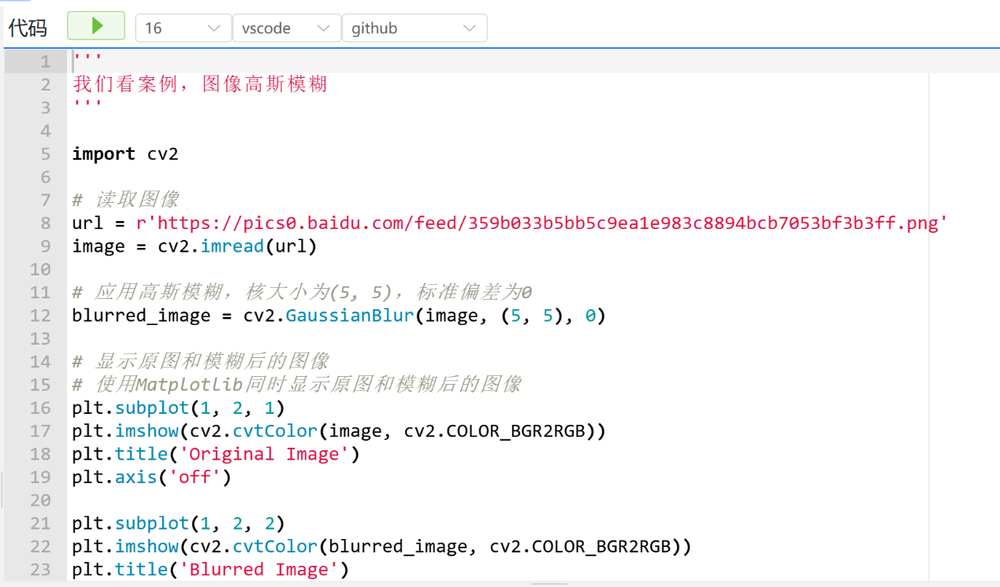 代码 16 vscode github
1 '''
2 我们看案例，图像高斯模糊
3 '''
4
5 import cv2
6
7 # 读取图像
8 url = r'https://pics0.baidu.com/feed/359b033b5bb5c9ea1e983c8894bcb7053bf3b3ff.png'
9 image = cv2.imread(url)
10
11 # 应用高斯模糊，核大小为(5, 5)，标准偏差为0
12 blurred_image = cv2.GaussianBlur(image, (5, 5), 0)
13
14 # 显示原图和模糊后的图像
15 # 使用Matplotlib同时显示原图和模糊后的图像
16 plt.subplot(1, 2, 1)
17 plt.imshow(cv2.cvtColor(image, cv2.COLOR_BGR2RGB))
18 plt.title('Original Image')
19 plt.axis('off')
20
21 plt.subplot(1, 2, 2)
22 plt.imshow(cv2.cvtColor(blurred_image, cv2.COLOR_BGR2RGB))
23 plt.title('Blurred Image')